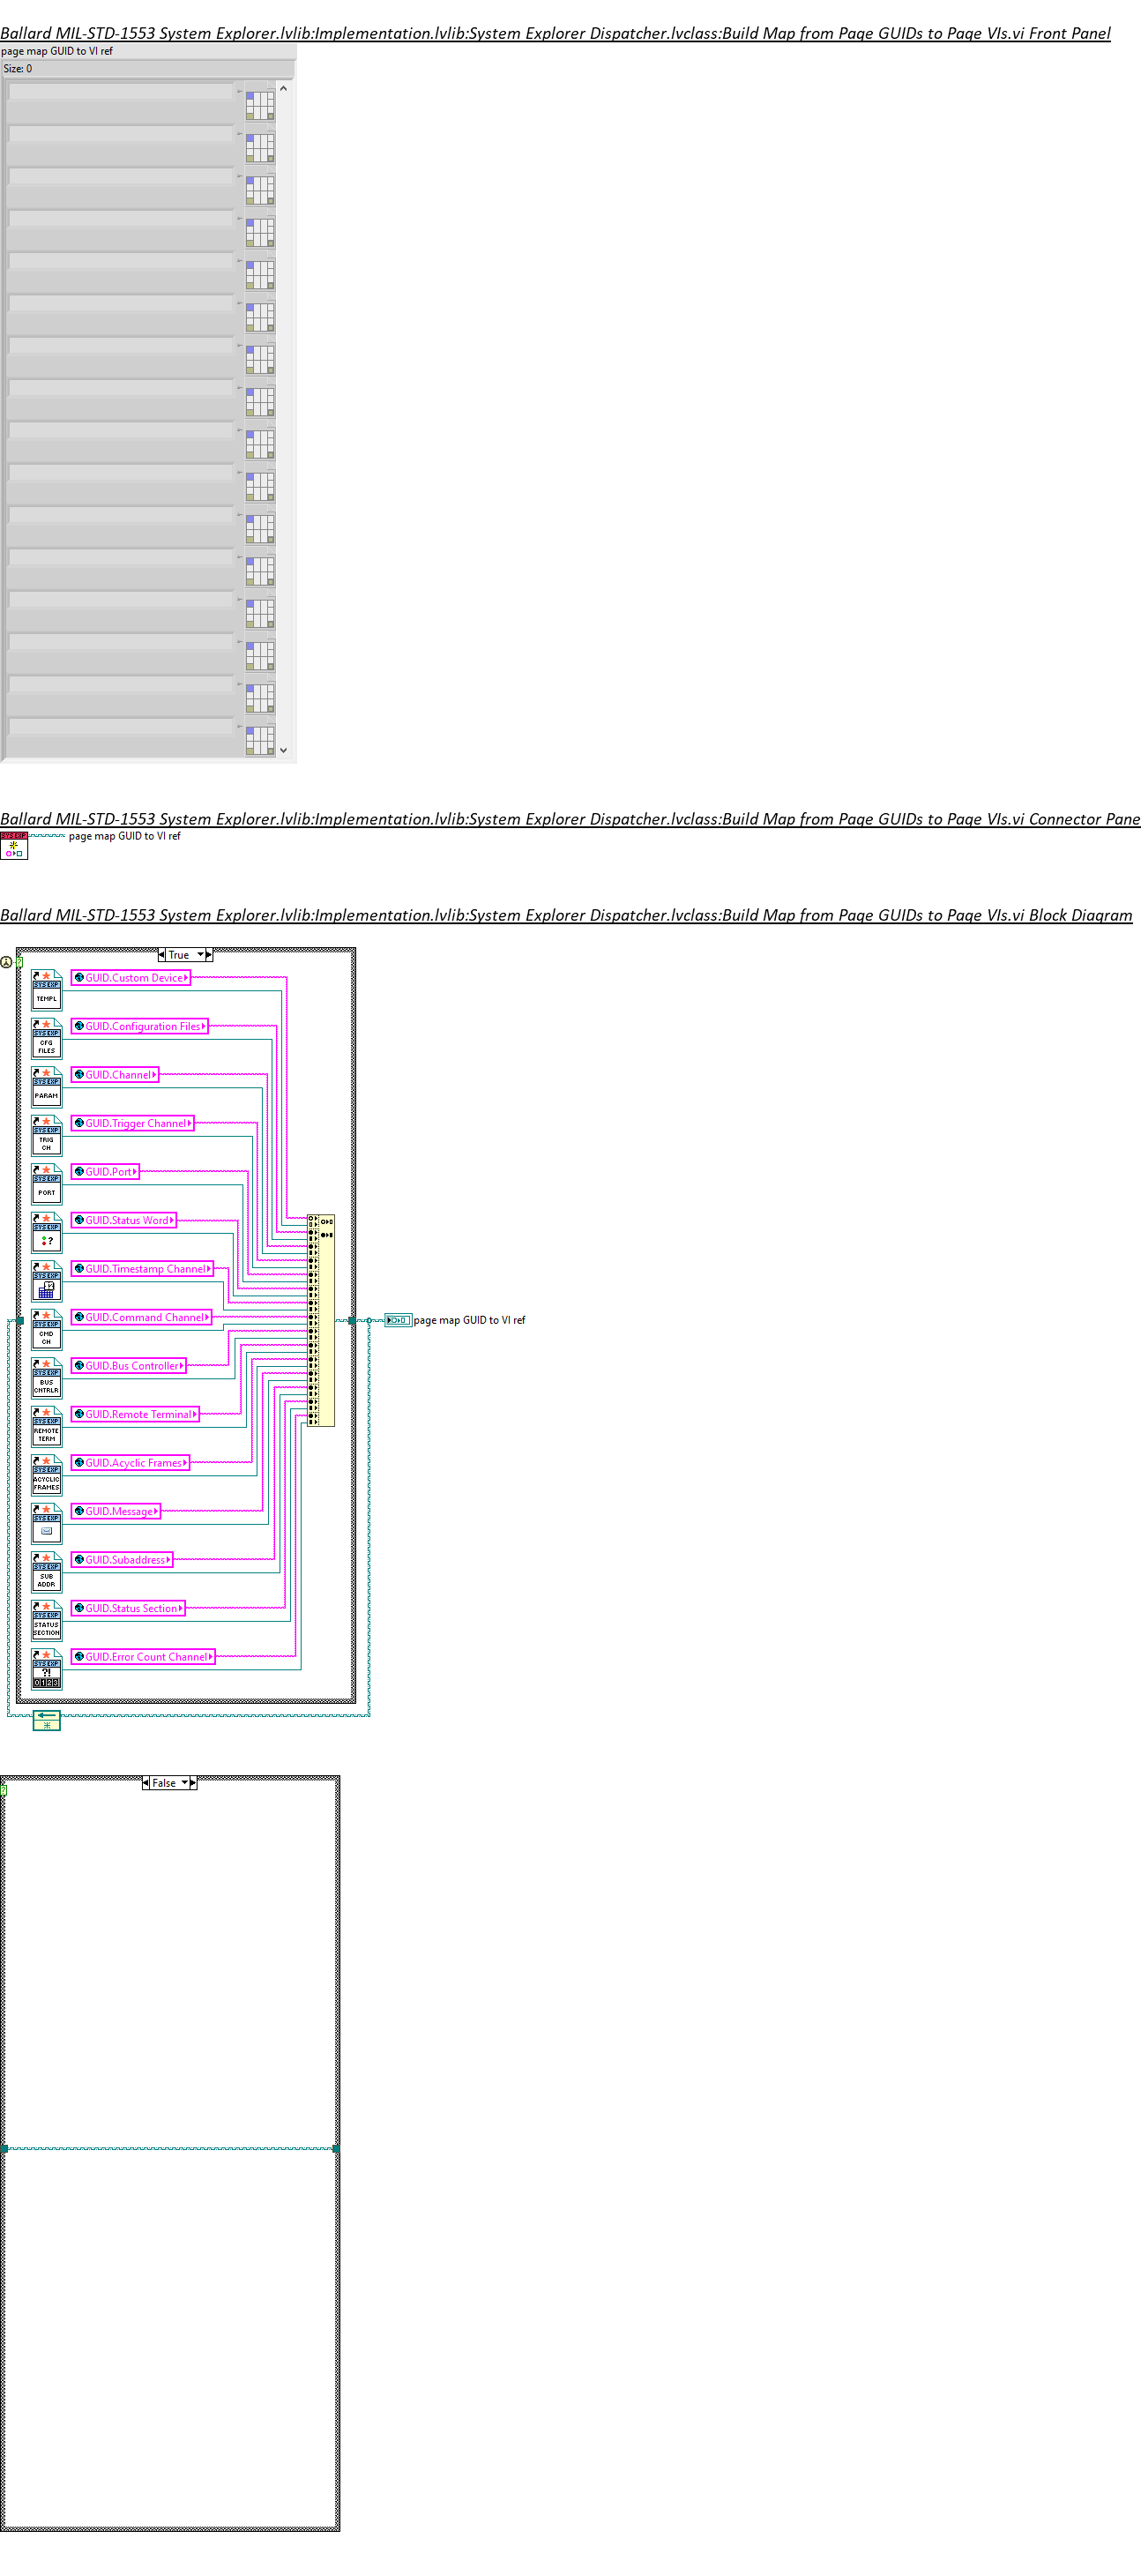 Ballard MIL-STD-1553 System Explorer.lvlib:Implementation.lvlib:System Explorer Dispatcher.lvclass:Build Map from Page GUIDs to Page VIs.vi Front Panel
page map GUID to VI ref
Size: 0
Ballard MIL-STD-1553 System Explorer.lvlib:Implementation.lvlib:System Explorer Dispatcher.lvclass:Build Map from Page GUIDs to Page VIs.vi Connector Pane
SYS EXP
page map GUID to VI ref
Ballard MIL-STD-1553 System Explorer.lvlib:Implementation.lvlib:System Explorer Dispatcher.lvclass:Build Map from Page GUIDs to Page VIs.vi Block Diagram
True
?
GUID.Custom Device
SYS EXP
TEMPL
GUID.Configuration Files
SYS EXP
CFG
FILES
GUID.Channel
SYS EXP
PARAM
GUID.Trigger Channel
SYS EXP
TRIG
CH
GUID.Port
SYS EXP
PORT
GUID.Status Word
SYS EXP
?
GUID.Timestamp Channel
SYS EXP
GUID.Command Channel
SYS EXP
CMD
CH
page map GUID to VI ref
GUID.Bus Controller
SYS EXP
BUS
CNTRLR
GUID.Remote Terminal
SYS EXP
REMOTE
TERM
GUID.Acyclic Frames
SYS EXP
ACYCLIC
FRAMES
GUID.Message
SYS EXP
GUID.Subaddress
SYS EXP
SUB
ADDR
GUID.Status Section
SYS EXP
STATUS
SECTION
GUID.Error Count Channel
SYS EXP
?!
0123
False
?